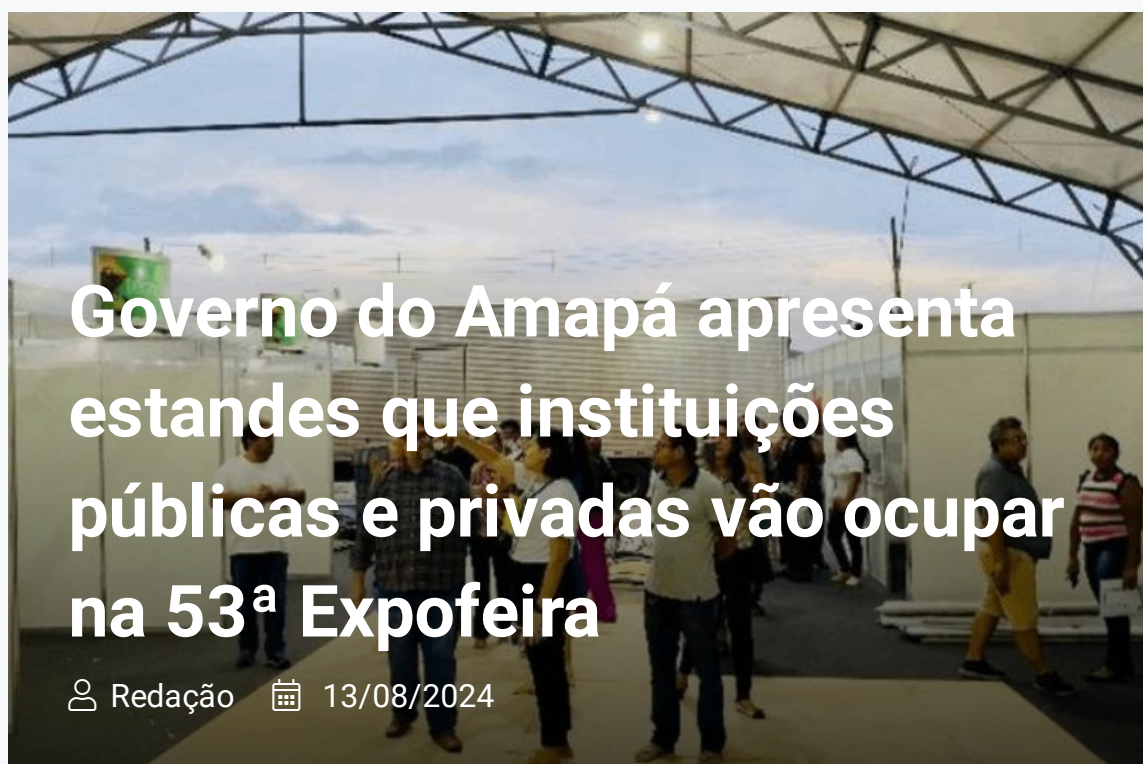 Governo do Amapá apresenta
estandes que instituições
públicas e privadas vão ocupar
na 53ª Expofeira
Redação 13/08/2024